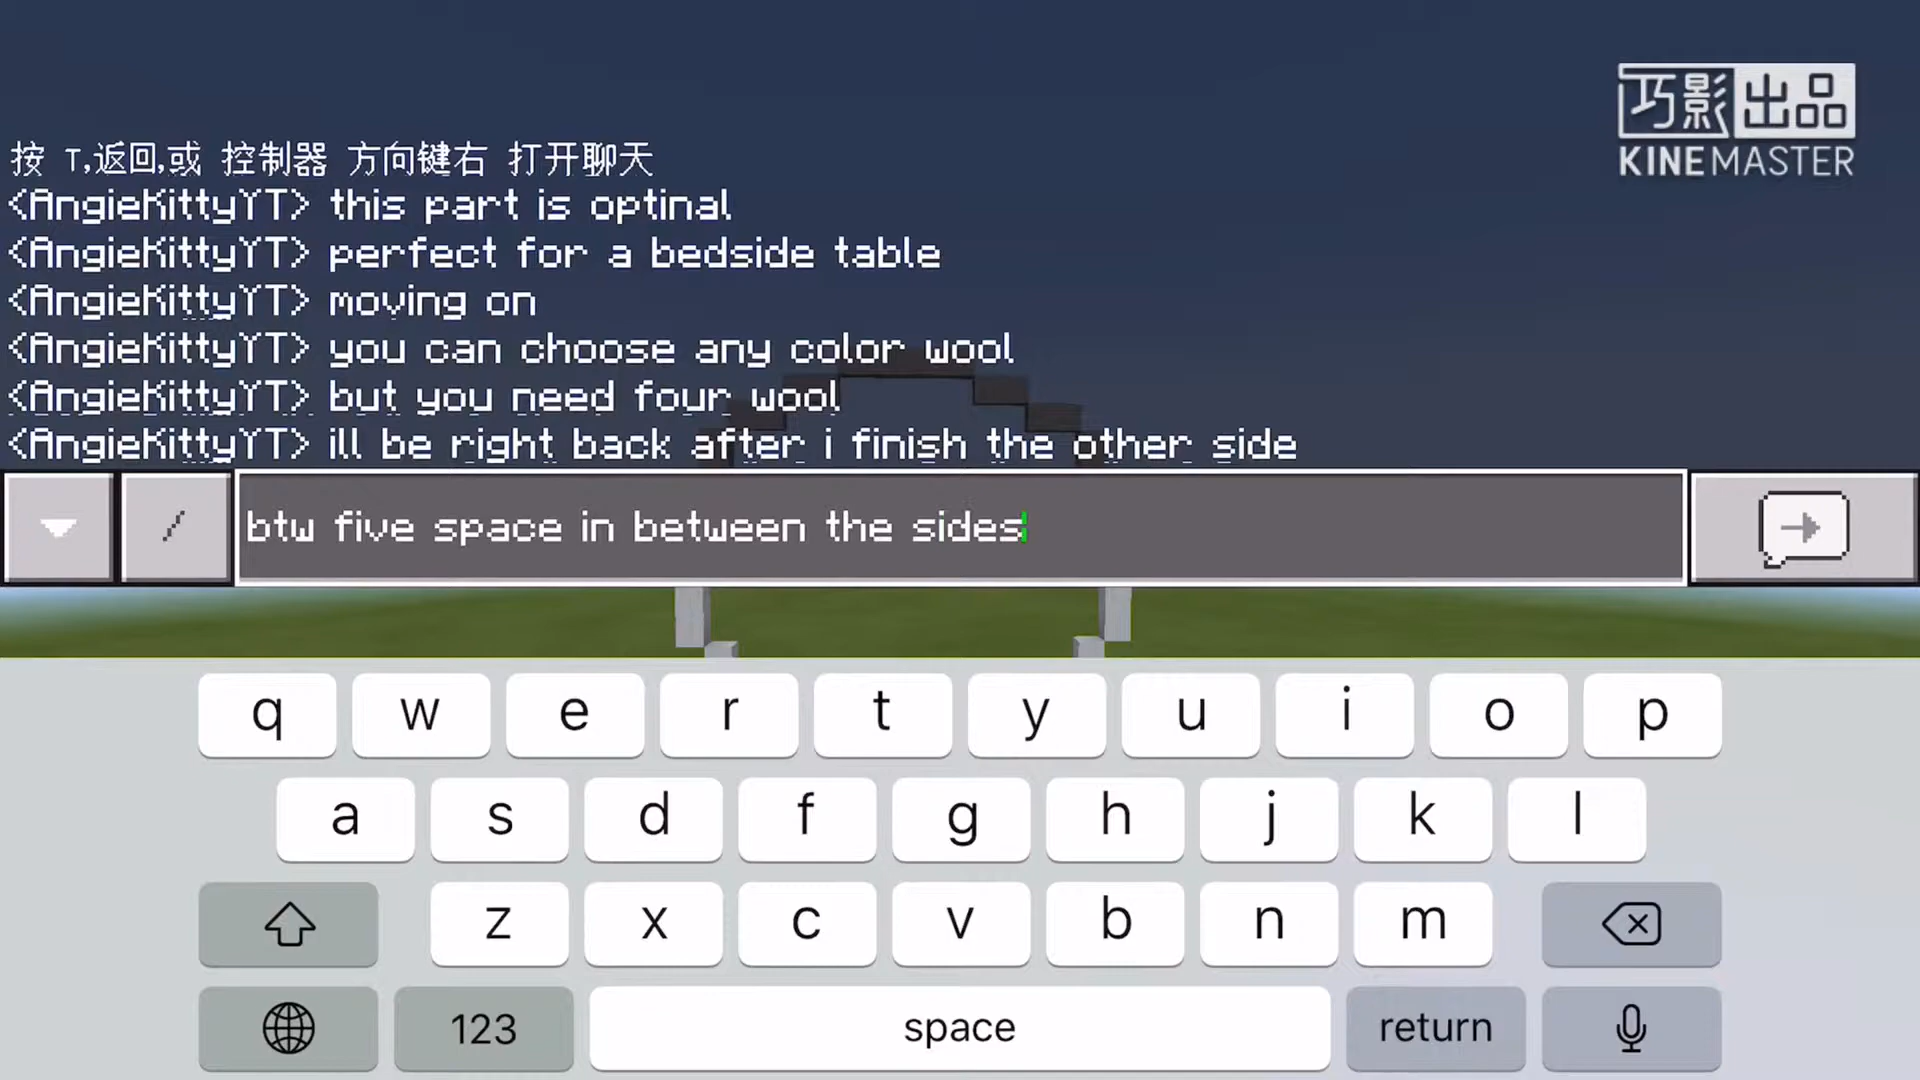 巧影出品
KINEMASTER
按 T,返回,或 控制器 方向键右 打开聊天
<AngieKittyYT> this part is optinal
<AngieKittyYT> perfect for a bedside table
<AngieKittyYT> moving on
<AngieKittyYT> you can choose any color wool
<AngieKittyYT> but you need four wool
<AngieKittyYT> ill be right back after i finish the other side
/ btw five space in between the sides
q w e r t y u i o p
a s d f g h j k l
z x c v b n m
123 space return